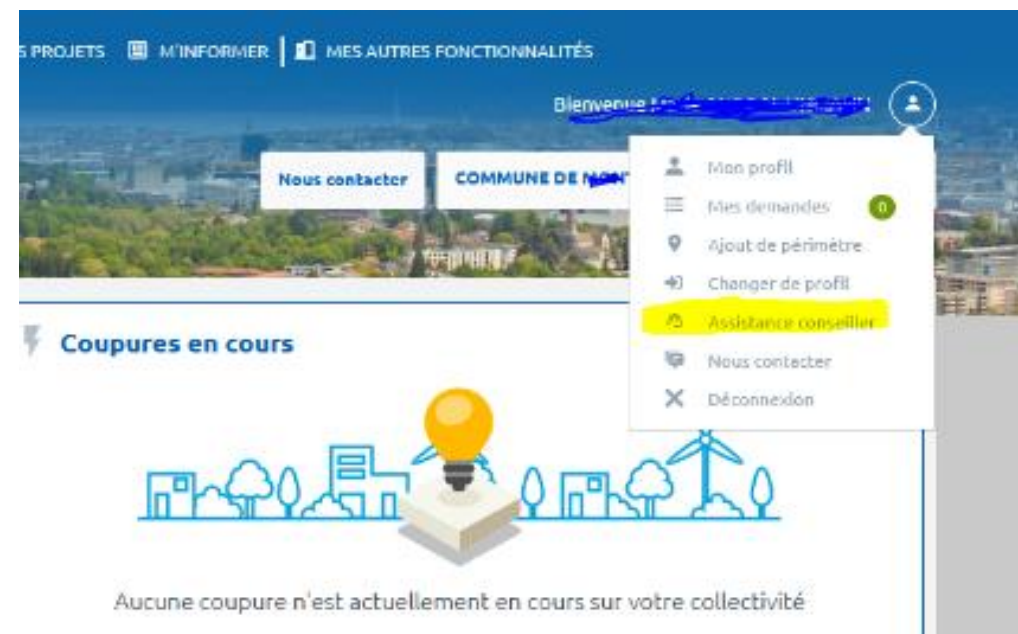 S PROJETS M'INFORMER MES AUTRES FONCTIONNALITÉS
Bienvenue
Nous contacter
COMMUNE DE
Mon profil
Mes demandes 0
Ajout de périmètre
Changer de profil
Assistance conseiller
Nous contacter
Déconnexion
Coupures en cours
Aucune coupure n'est actuellement en cours sur votre collectivité